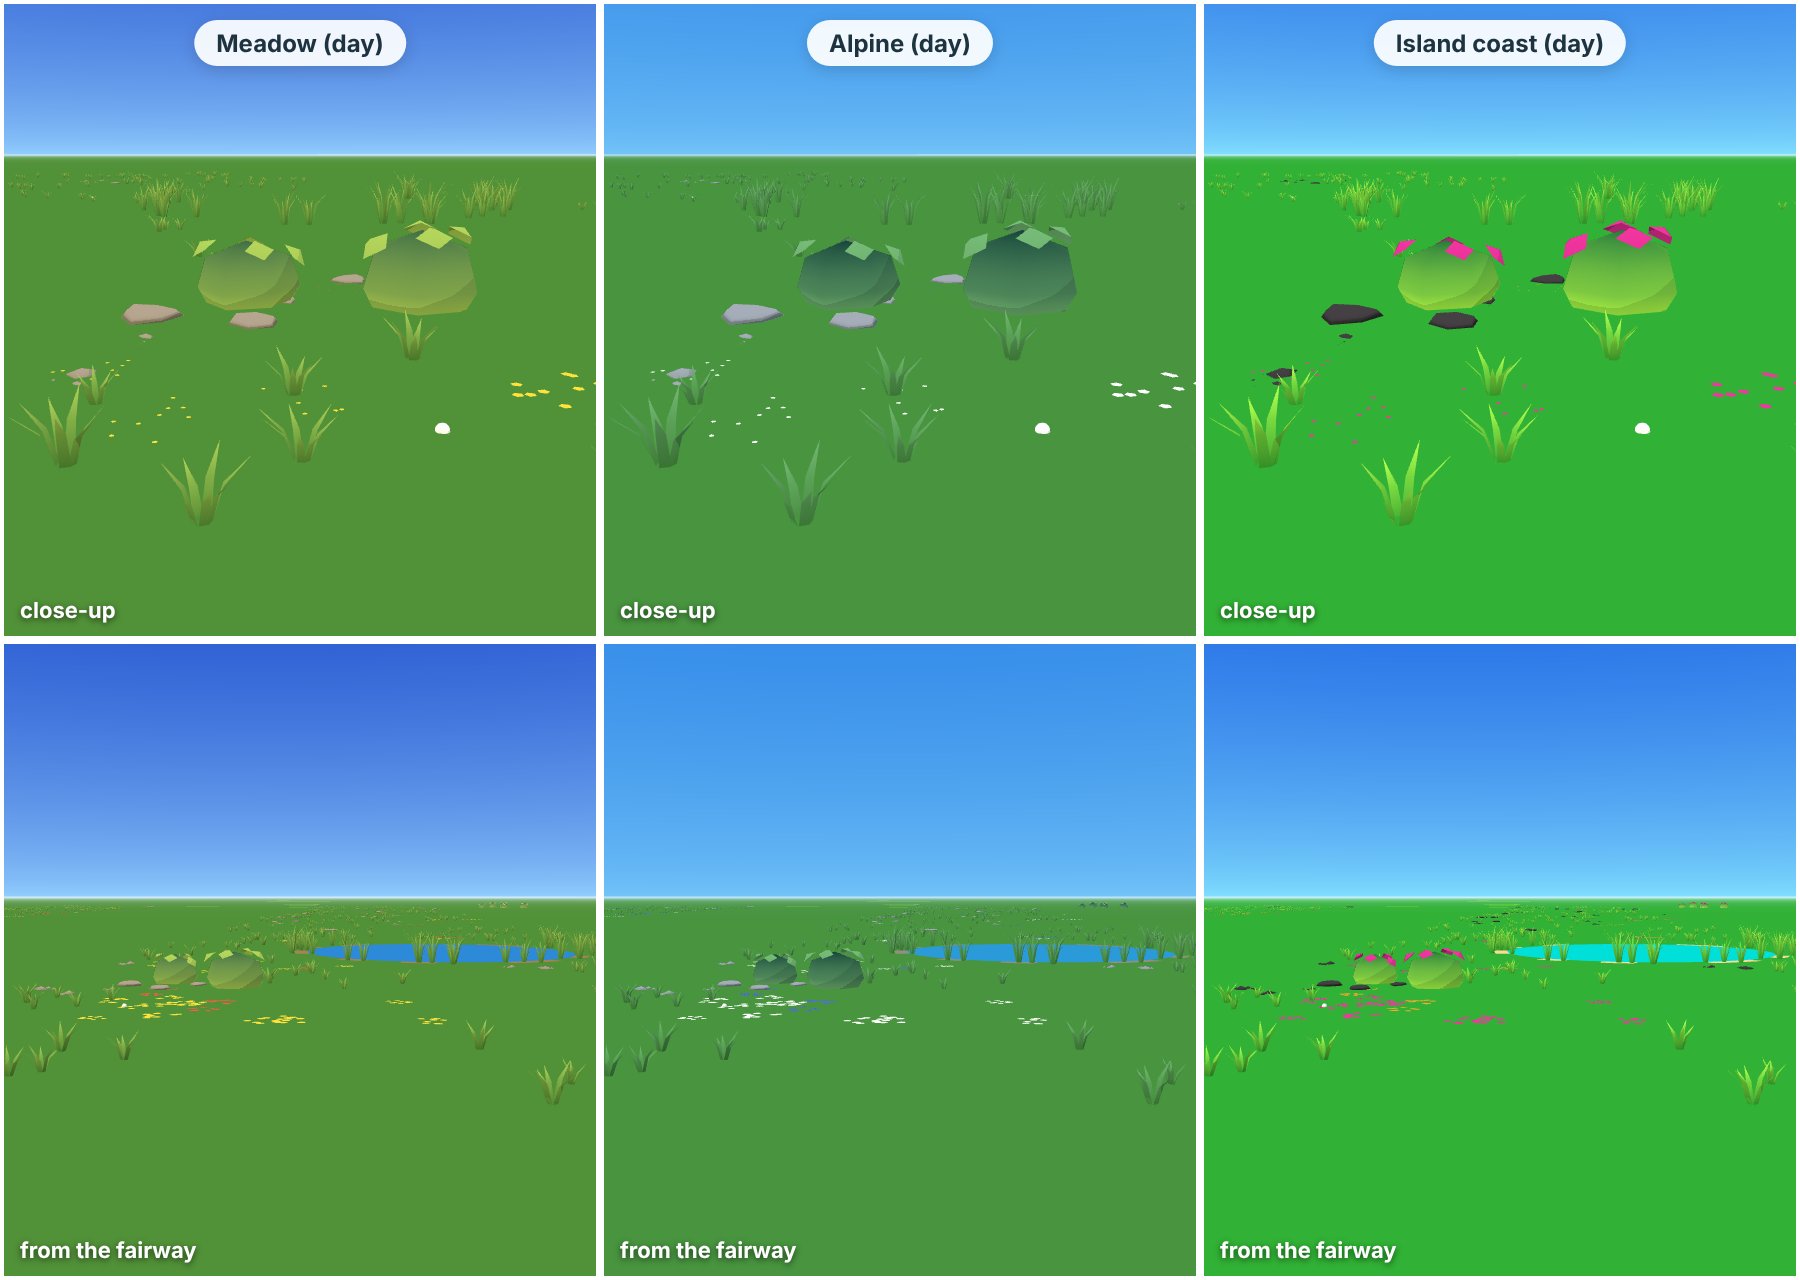 Meadow (day)
Alpine (day)
Island coast (day)
close-up
close-up
close-up
from the fairway
from the fairway
from the fairway